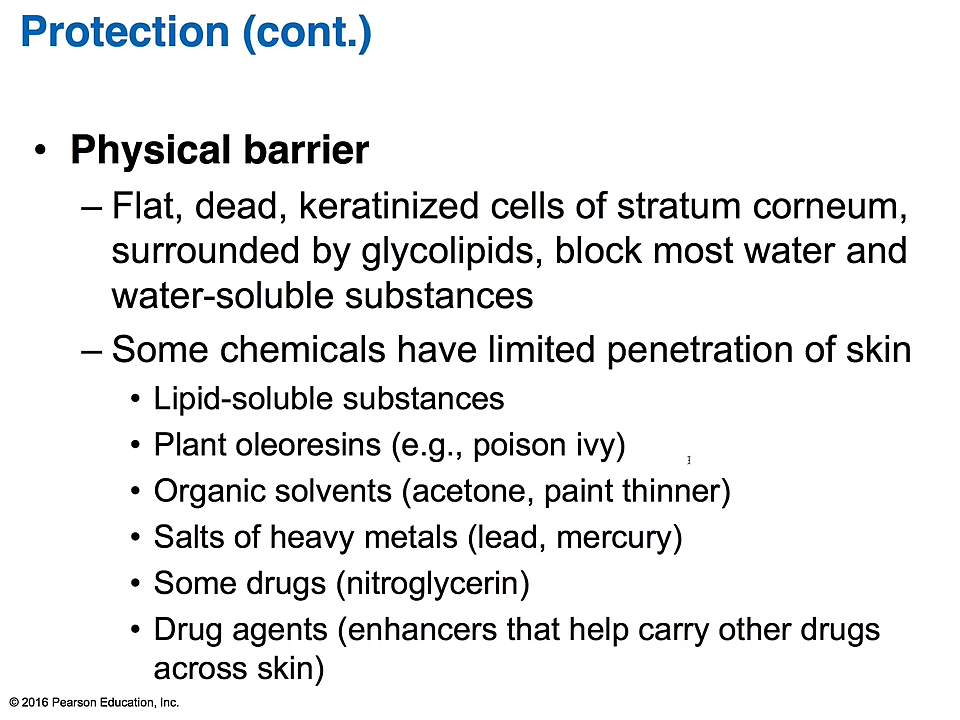 Protection (cont.)
• Physical barrier
– Flat, dead, keratinized cells of stratum corneum,
surrounded by glycolipids, block most water and
water-soluble substances
– Some chemicals have limited penetration of skin
• Lipid-soluble substances
• Plant oleoresins (e.g., poison ivy)
• Organic solvents (acetone, paint thinner)
• Salts of heavy metals (lead, mercury)
• Some drugs (nitroglycerin)
• Drug agents (enhancers that help carry other drugs
across skin)
© 2016 Pearson Education, Inc.